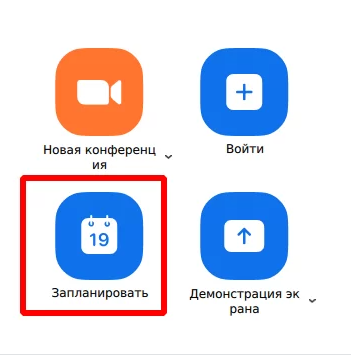 Новая конференц
ия
Войти
19
Запланировать
Демонстрация эк
рана